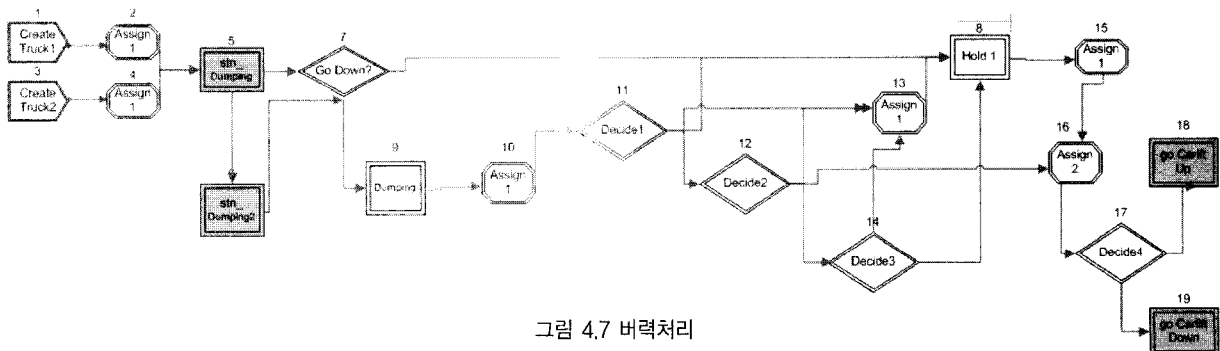 1
Create
Truck1
2
Assign
1
3
Create
Truck2
4
Assign
1
5
stn_
Dumping
stn_
Dumping2
7
Go Down?
9
Dumping
10
Assign
1
11
Decide1
12
Decide2
13
Assign
1
14
Decide3
8
Hold 1
15
Assign
1
16
Assign
2
17
Decide4
18
go Carlift
Up
19
go Carlift
Down
그림 4.7 버력처리